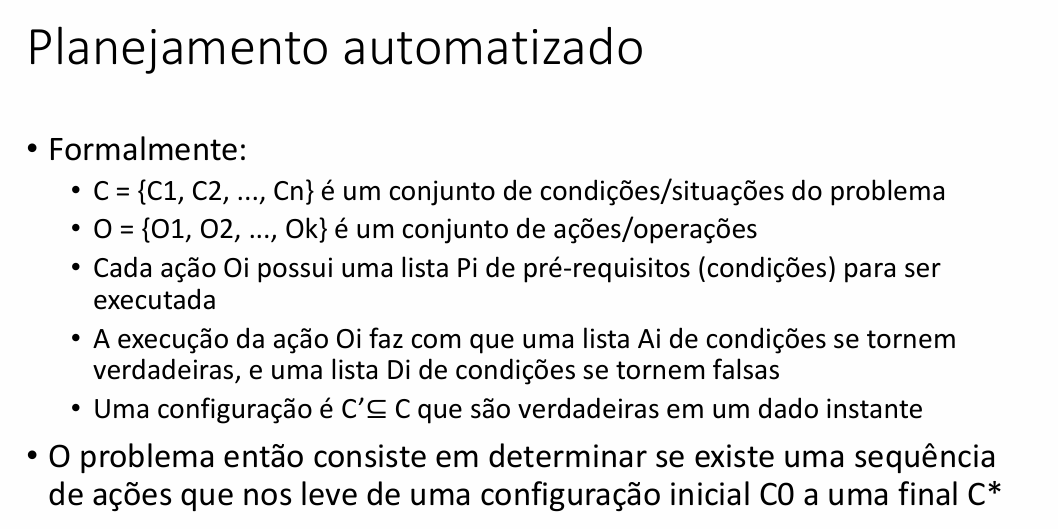 Planejamento automatizado
• Formalmente:
• C = {C1, C2, ..., Cn} é um conjunto de condições/situações do problema
• O = {O1, O2, ..., Ok} é um conjunto de ações/operações
• Cada ação Oi possui uma lista Pi de pré-requisitos (condições) para ser
executada
• A execução da ação Oi faz com que uma lista Ai de condições se tornem
verdadeiras, e uma lista Di de condições se tornem falsas
• Uma configuração é C’⊆ C que são verdadeiras em um dado instante
• O problema então consiste em determinar se existe uma sequência
de ações que nos leve de uma configuração inicial C0 a uma final C*